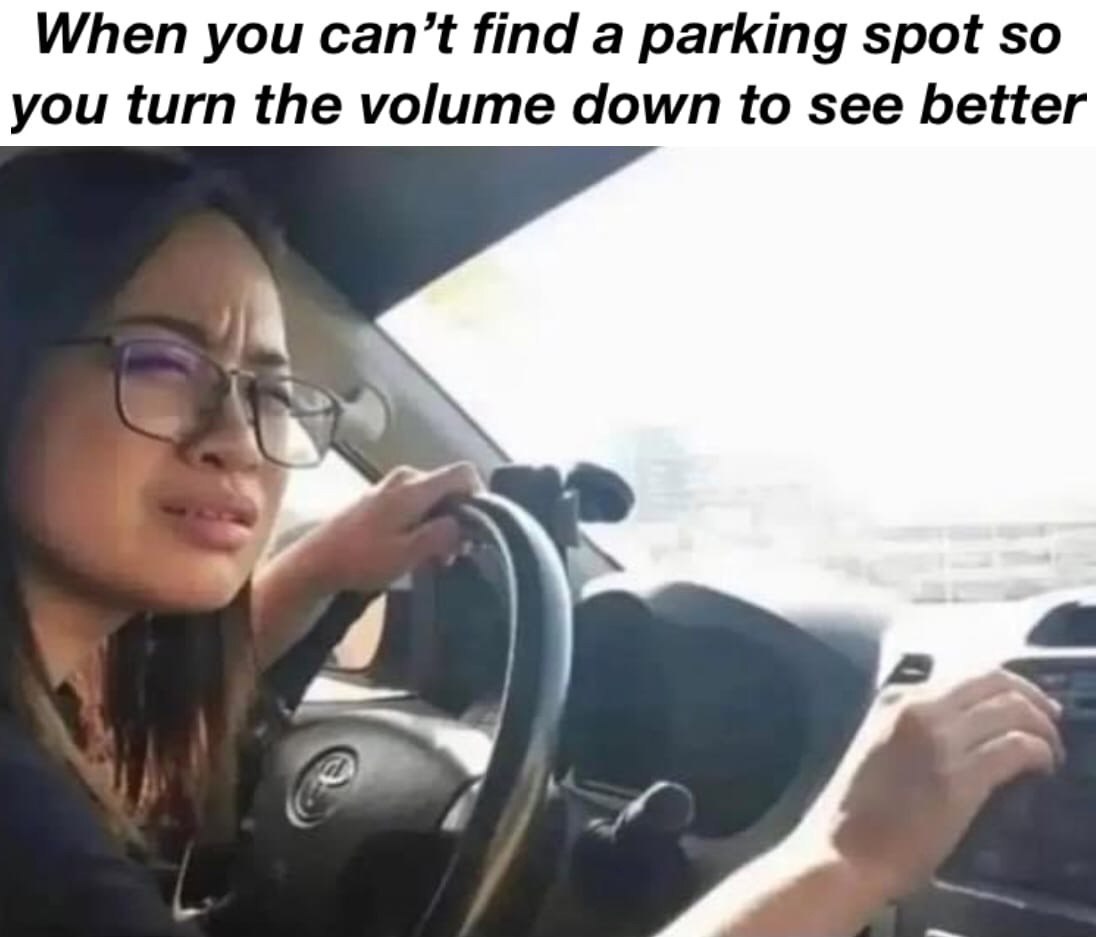 When you can’t find a parking spot so
you turn the volume down to see better